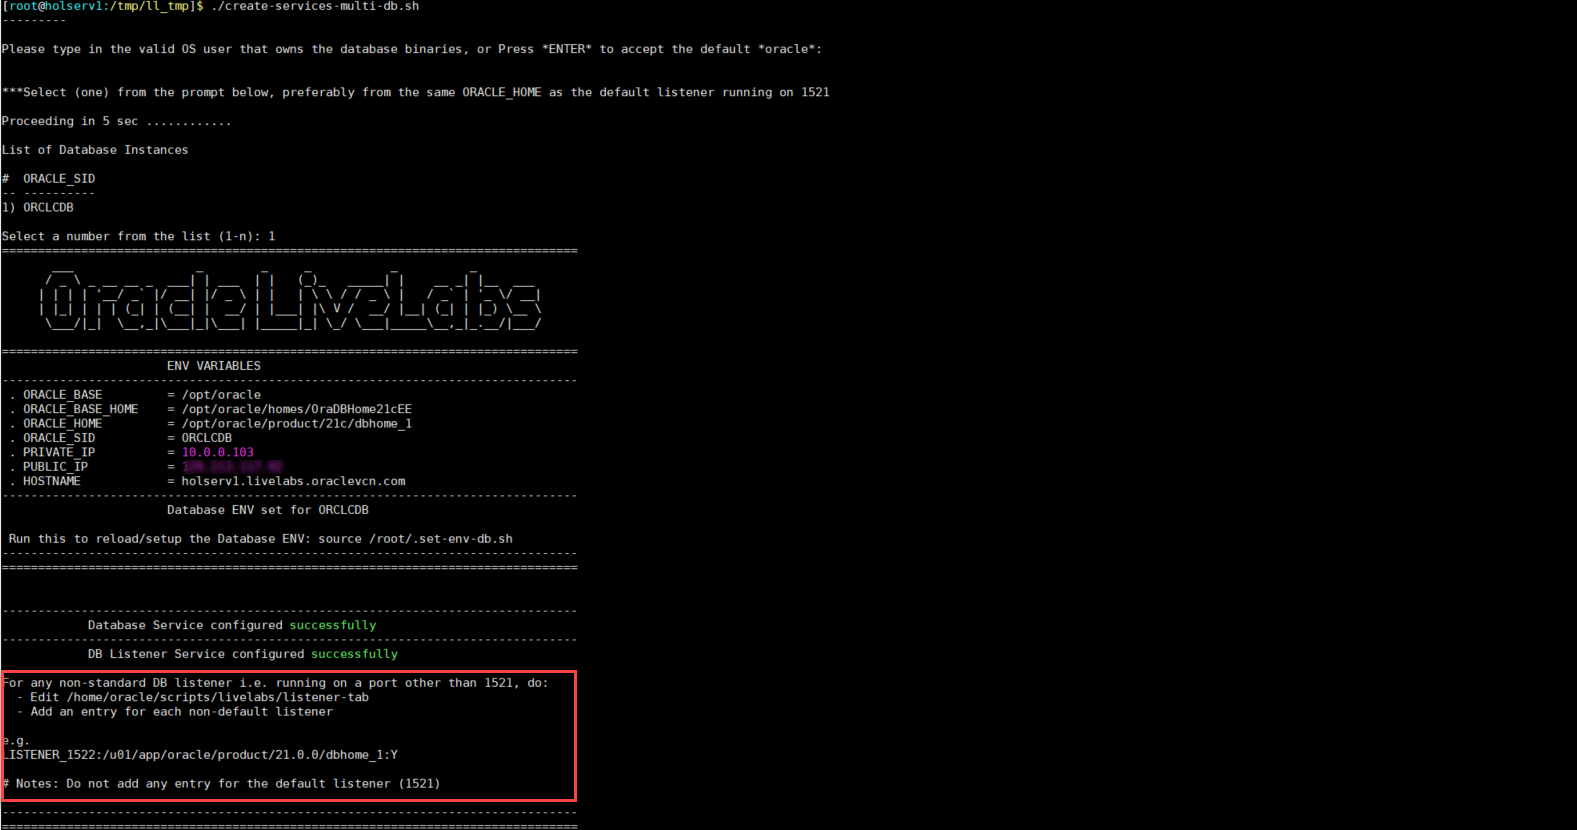 [root@holserv1:/tmp/ll_tmp]$ ./create-services-multi-db.sh
---------
Please type in the valid OS user that owns the database binaries, or Press *ENTER* to accept the default *oracle*:
***Select (one) from the prompt below, preferably from the same ORACLE_HOME as the default listener running on 1521
Proceeding in 5 sec ............
List of Database Instances
#  ORACLE_SID
-- ----------
1) ORCLCDB
Select a number from the list (1-n): 1
================================================================================
Oracle LiveLabs
================================================================================
ENV VARIABLES
--------------------------------------------------------------------------------
. ORACLE_BASE         = /opt/oracle
. ORACLE_BASE_HOME    = /opt/oracle/homes/OraDBHome21cEE
. ORACLE_HOME         = /opt/oracle/product/21c/dbhome_1
. ORACLE_SID          = ORCLCDB
. PRIVATE_IP          = 10.0.0.103
. PUBLIC_IP           =
. HOSTNAME            = holserv1.livelabs.oraclevcn.com
--------------------------------------------------------------------------------
Database ENV set for ORCLCDB
Run this to reload/setup the Database ENV: source /root/.set-env-db.sh
--------------------------------------------------------------------------------
================================================================================
--------------------------------------------------------------------------------
Database Service configured successfully
--------------------------------------------------------------------------------
DB Listener Service configured successfully
For any non-standard DB listener i.e. running on a port other than 1521, do:
- Edit /home/oracle/scripts/livelabs/listener-tab
- Add an entry for each non-default listener
e.g.
LISTENER_1522:/u01/app/oracle/product/21.0.0/dbhome_1:Y
# Notes: Do not add any entry for the default listener (1521)
--------------------------------------------------------------------------------
================================================================================